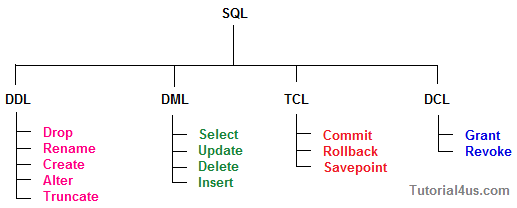 SQL
DDL
DML
TCL
DCL
Drop
Rename
Create
Alter
Truncate
Select
Update
Delete
Insert
Commit
Rollback
Savepoint
Grant
Revoke
Tutorial4us.com